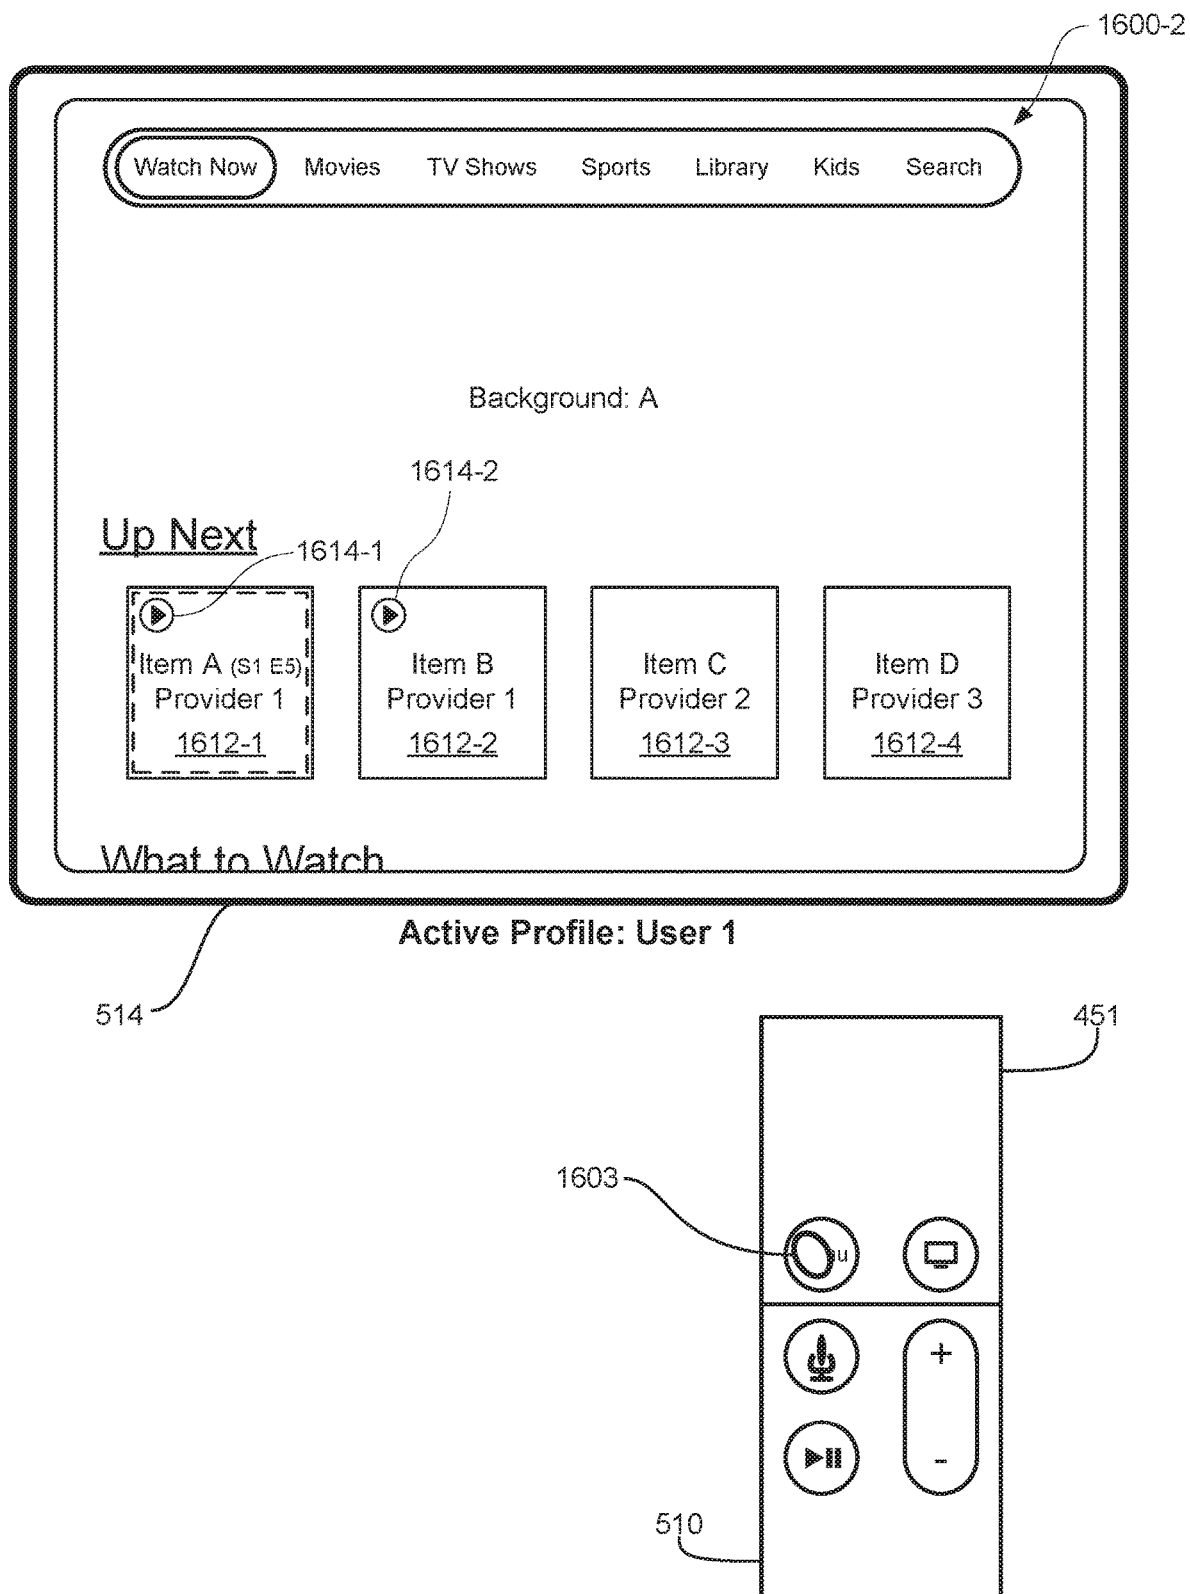 1600-2
Watch Now Movies TV Shows Sports Library Kids Search
Background: A
1614-2
Up Next
1614-1
Item A (S1 E5) Item B Item C Item D
Provider 1 Provider 1 Provider 2 Provider 3
1612-1 1612-2 1612-3 1612-4
What to Watch
Active Profile: User 1
514
451
1603
nu
+
-
510